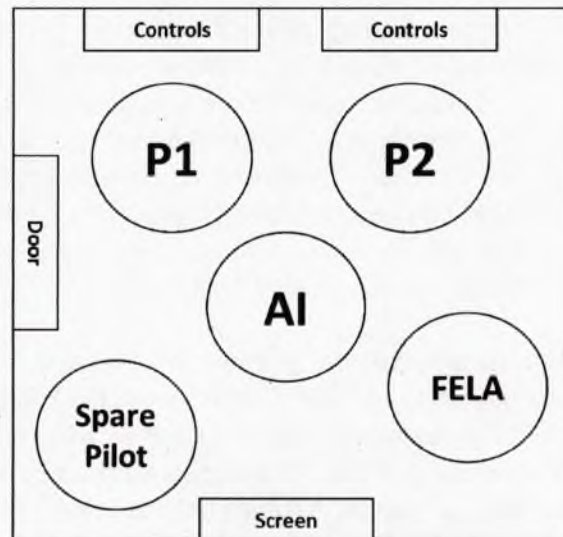 Controls
Controls
P1
P2
Door
AI
FELA
Spare
Pilot
Screen